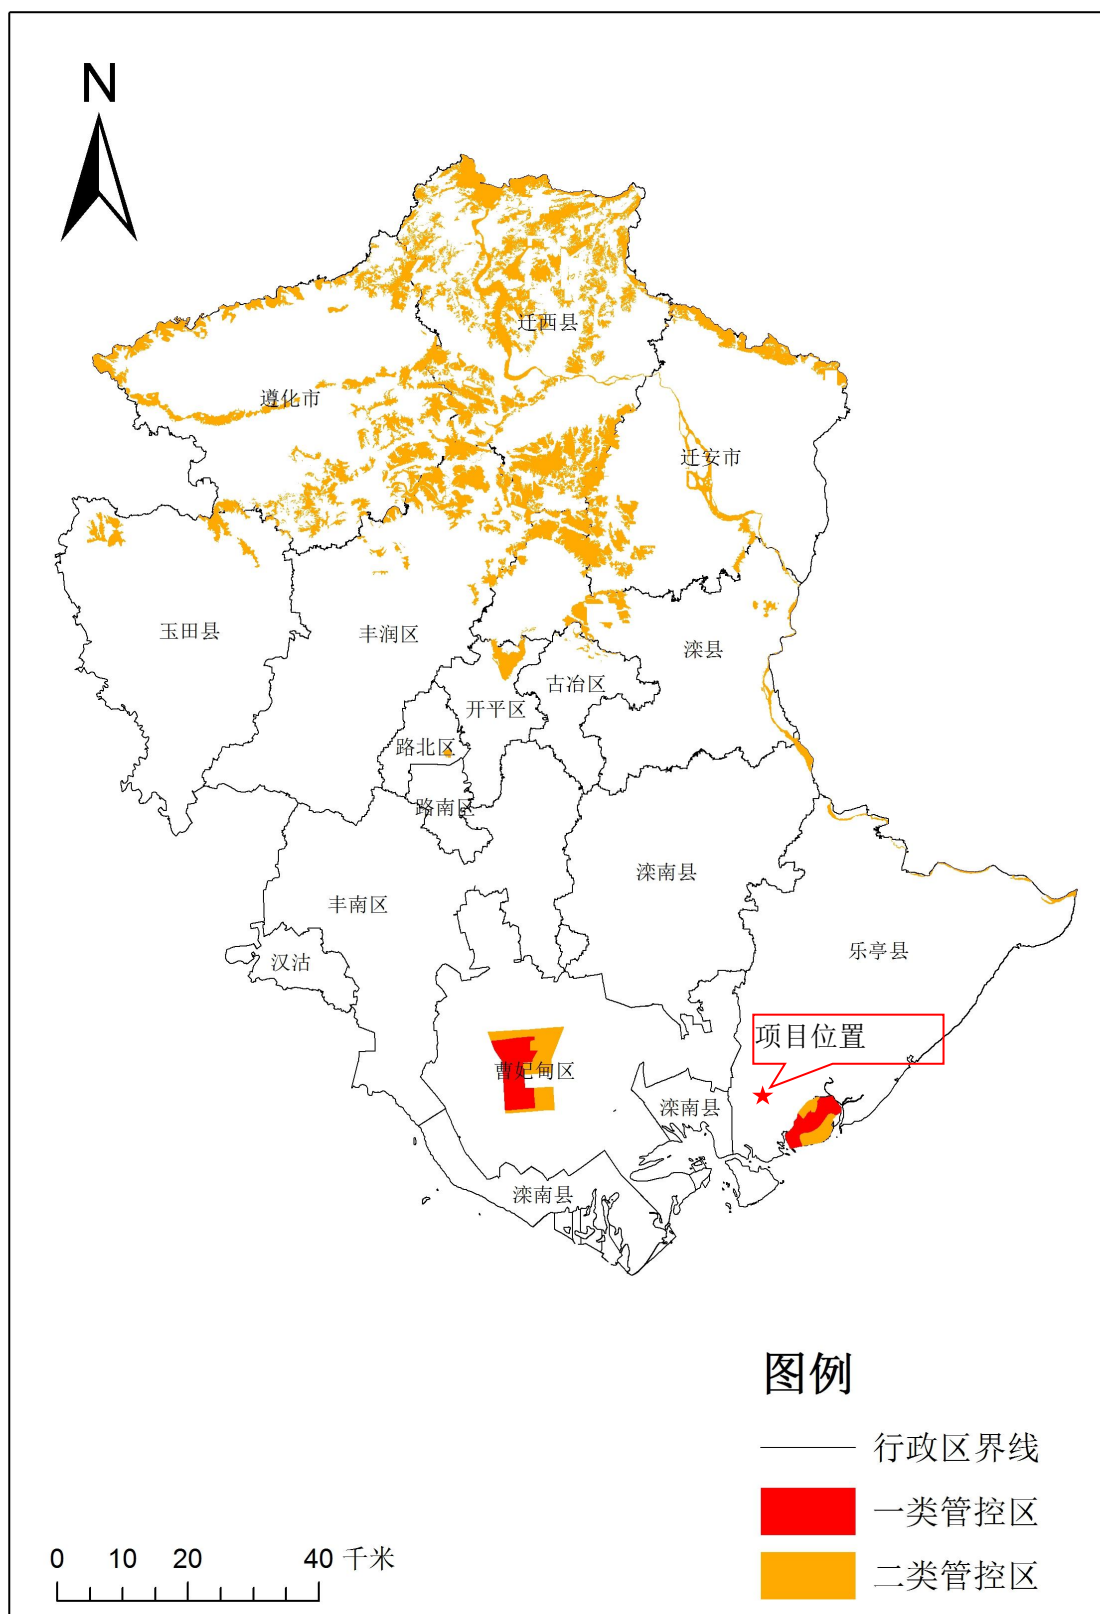 N
迁西县
遵化市
迁安市
玉田县
丰润区
滦县
古冶区
开平区
路北区
路南区
滦南县
丰南区
乐亭县
汉沽
项目位置
曹妃甸区
滦南县
滦南县
图例
行政区界线
一类管控区
二类管控区
0 10 20 40 千米